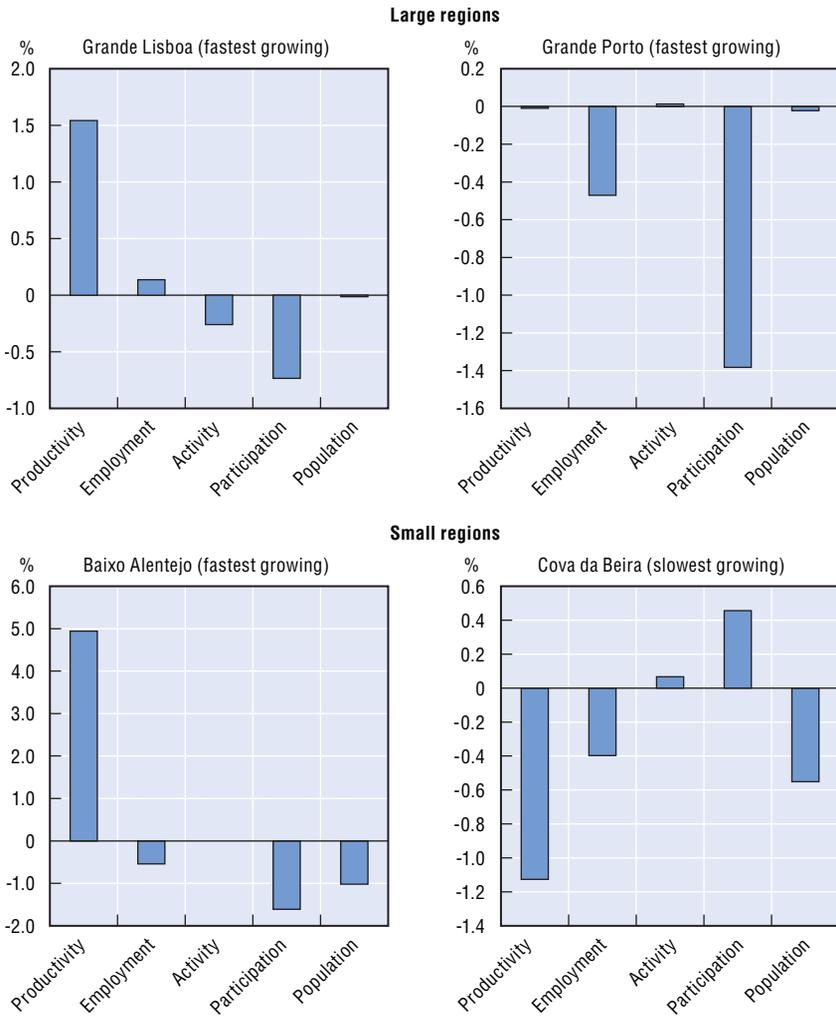 Large regions
Grande Lisboa (fastest growing)
%
2.0
1.5
1.0
0.5
0
-0.5
-1.0
Productivity
Employment
Activity
Participation
Population
Grande Porto (fastest growing)
%
0.2
0
-0.2
-0.4
-0.6
-0.8
-1.0
-1.2
-1.4
-1.6
Productivity
Employment
Activity
Participation
Population
Small regions
Baixo Alentejo (fastest growing)
%
6.0
5.0
4.0
3.0
2.0
1.0
0
-1.0
-2.0
Productivity
Employment
Activity
Participation
Population
Cova da Beira (slowest growing)
%
0.6
0.4
0.2
0
-0.2
-0.4
-0.6
-0.8
-1.0
-1.2
-1.4
Productivity
Employment
Activity
Participation
Population